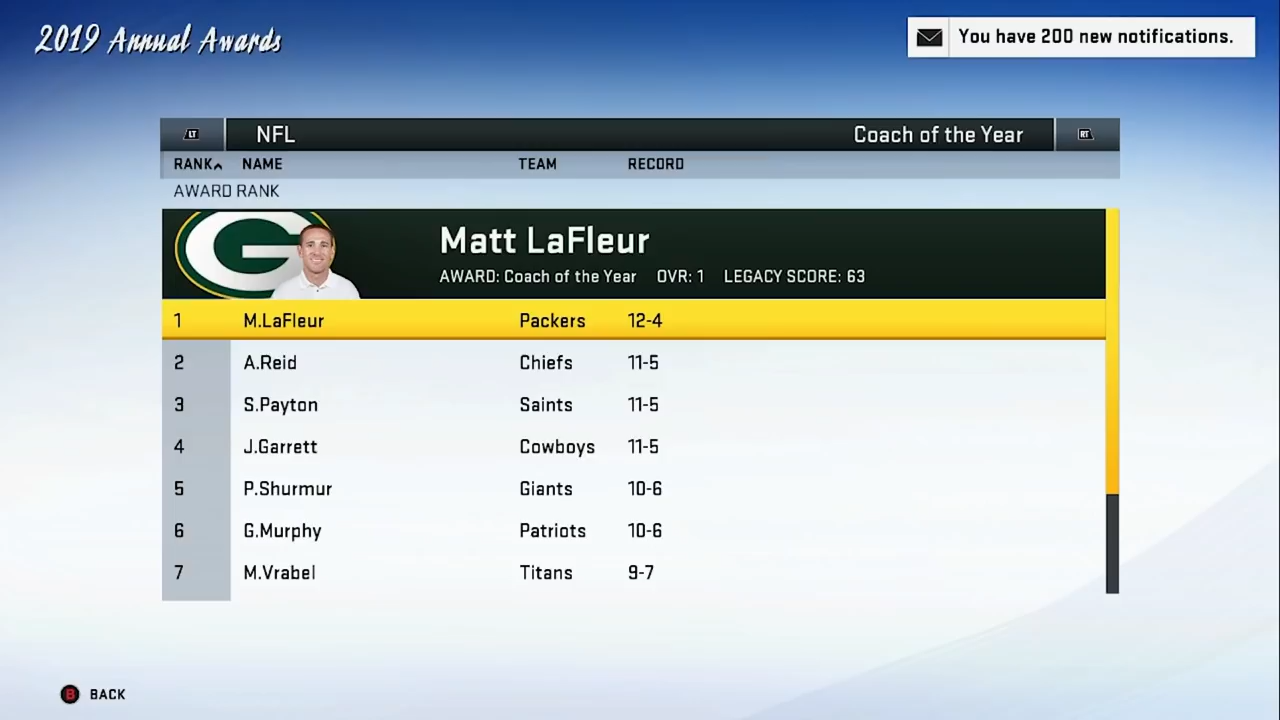 2019 Annual Awards
You have 200 new notifications.
LT NFL Coach of the Year RT
RANK NAME TEAM RECORD
AWARD RANK
G
Matt LaFleur
AWARD: Coach of the Year OVR: 1 LEGACY SCORE: 63
1 M.LaFleur Packers 12-4
2 A.Reid Chiefs 11-5
3 S.Payton Saints 11-5
4 J.Garrett Cowboys 11-5
5 P.Shurmur Giants 10-6
6 G.Murphy Patriots 10-6
7 M.Vrabel Titans 9-7
B BACK